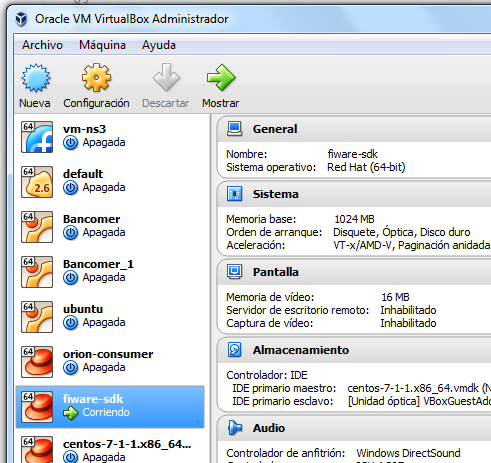 Oracle VM VirtualBox Administrador
Archivo Máquina Ayuda
Nueva Configuración Descartar Mostrar
64 vm-ns3
Apagada
64 default
2.6 Apagada
64 Bancomer
Apagada
64 Bancomer_1
Apagada
64 ubuntu
Apagada
64 orion-consumer
Apagada
64 fiware-sdk
Corriendo
64 centos-7-1-1.x86_64...
Apagada
General
Nombre: fiware-sdk
Sistema operativo: Red Hat (64-bit)
Sistema
Memoria base: 1024 MB
Orden de arranque: Disquete, Óptica, Disco duro
Aceleración: VT-x/AMD-V, Paginación anidada
Pantalla
Memoria de vídeo: 16 MB
Servidor de escritorio remoto: Inhabilitado
Captura de vídeo: Inhabilitado
Almacenamiento
Controlador: IDE
IDE primario maestro: centos-7-1-1.x86_64.vmdk (N
IDE primario esclavo: [Unidad óptica] VBoxGuestAdd
Audio
Controlador de anfitrión: Windows DirectSound